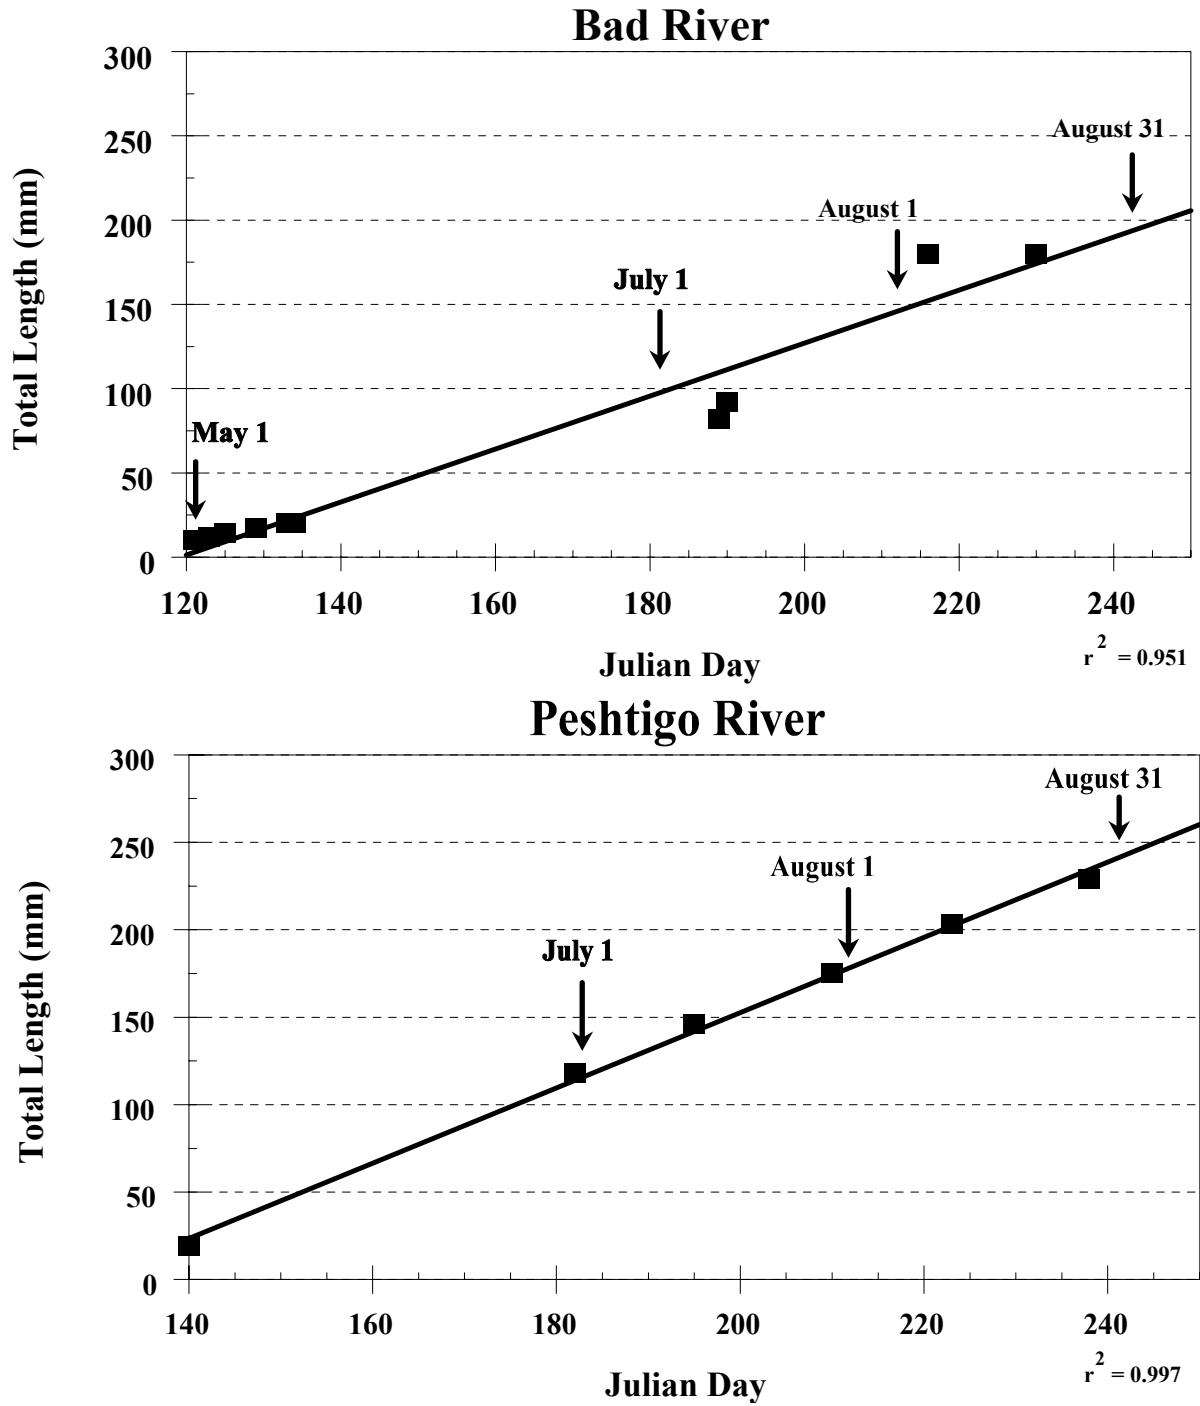 Bad River
300
250
200
150
100
50
0
Total Length (mm)
May 1
July 1
August 1
August 31
120 140 160 180 200 220 240
Julian Day
r² = 0.951
Peshtigo River
300
250
200
150
100
50
0
Total Length (mm)
July 1
August 1
August 31
140 160 180 200 220 240
Julian Day
r² = 0.997